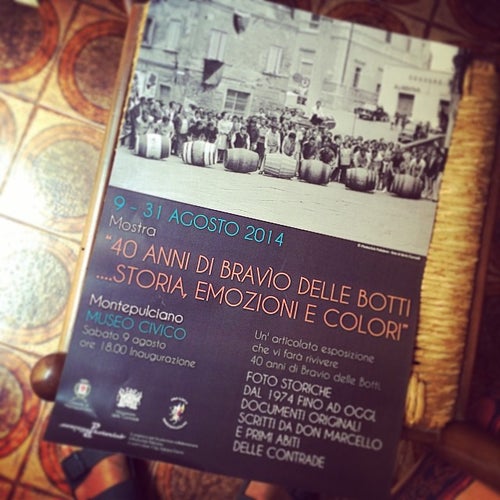 9 - 31 AGOSTO 2014
Mostra
"40 ANNI DI BRAVÌO DELLE BOTTI
....STORIA, EMOZIONI E COLORI"
Montepulciano
MUSEO CIVICO
Sabato 9 agosto
ore 18.00 Inaugurazione
Un' articolata esposizione
che vi farà rivivere
40 anni di Bravio delle Botti.
FOTO STORICHE
DAL 1974 FINO AD OGGI,
DOCUMENTI ORIGINALI
SCRITTI DA DON MARCELLO
E PRIMI ABITI
DELLE CONTRADE